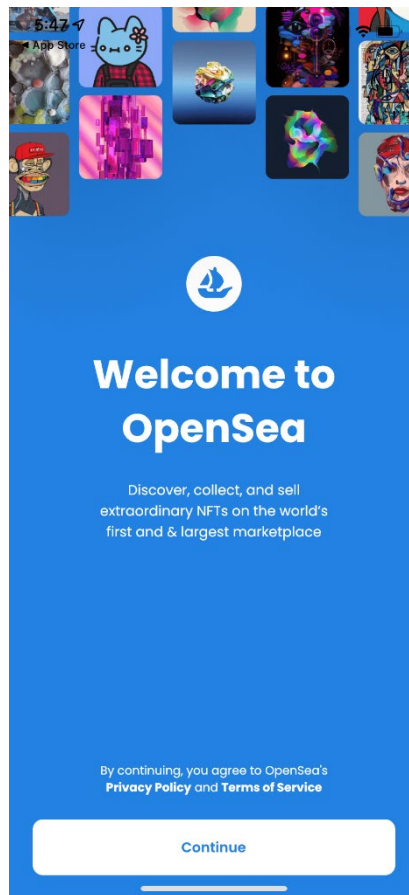 5:47
◀ App Store
Welcome to
OpenSea
Discover, collect, and sell
extraordinary NFTs on the world's
first and & largest marketplace
By continuing, you agree to OpenSea's
Privacy Policy and Terms of Service
Continue